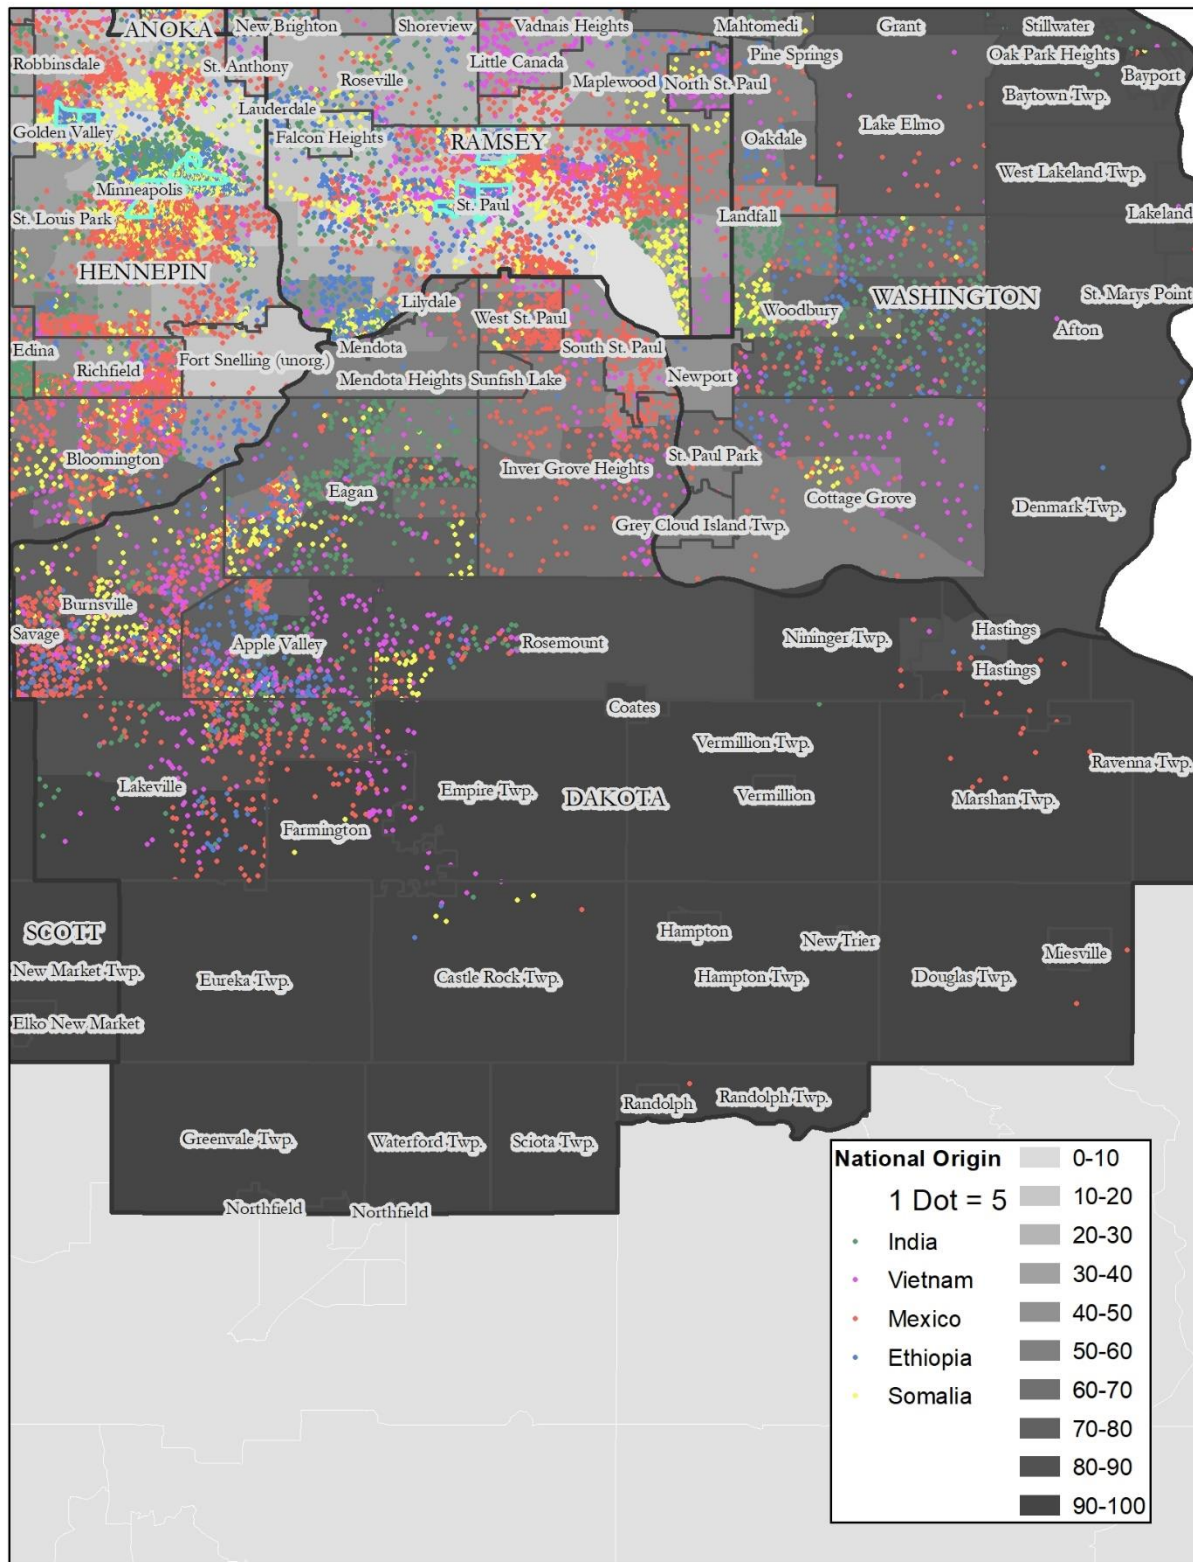 ANOKA
New Brighton
Shoreview
Vadnais Heights
Mahtomedi
Grant
Stillwater
Robbinsdale
St. Anthony
Roseville
Little Canada
Maplewood
North St. Paul
Pine Springs
Oak Park Heights
Bayport
Baytown Twp.
Lauderdale
Golden Valley
Falcon Heights
RAMSEY
Oakdale
Lake Elmo
West Lakeland Twp.
Minneapolis
St. Paul
St. Louis Park
Landfall
Lakeland
HENNEPIN
Lilydale
Woodbury
WASHINGTON
St. Marys Point
West St. Paul
Afton
Edina
Richfield
Fort Snelling (unorg.)
Mendota
South St. Paul
Mendota Heights
Sunfish Lake
Newport
Bloomington
Eagan
Inver Grove Heights
St. Paul Park
Cottage Grove
Grey Cloud Island Twp.
Denmark Twp.
Burnsville
Savage
Apple Valley
Rosemount
Nininger Twp.
Hastings
Hastings
Coates
Vermillion Twp.
Ravenna Twp.
Lakeville
Empire Twp.
DAKOTA
Vermillion
Marshan Twp.
Farmington
SCOTT
Hampton
New Trier
Miesville
New Market Twp.
Eureka Twp.
Castle Rock Twp.
Hampton Twp.
Douglas Twp.
Elko New Market
Randolph
Randolph Twp.
Greenvale Twp.
Waterford Twp.
Sciota Twp.
Northfield
Northfield
National Origin
1 Dot = 5
India
Vietnam
Mexico
Ethiopia
Somalia
0-10
10-20
20-30
30-40
40-50
50-60
60-70
70-80
80-90
90-100